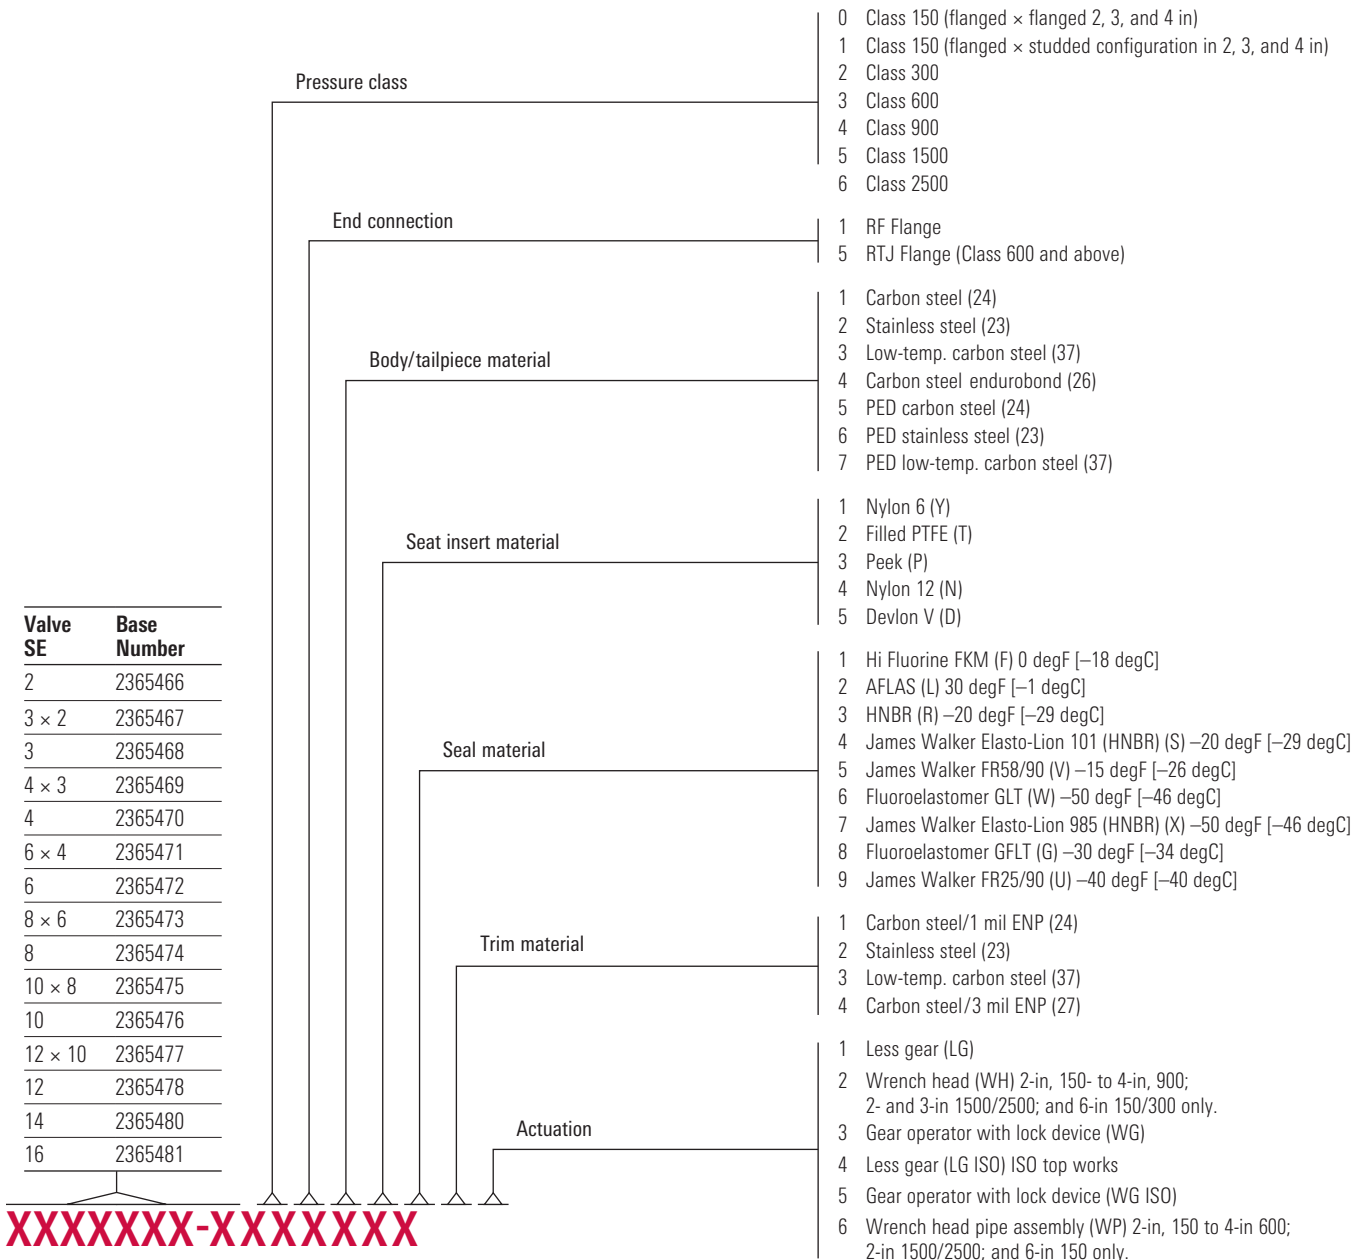 Pressure class
0 Class 150 (flanged × flanged 2, 3, and 4 in)
1 Class 150 (flanged × studded configuration in 2, 3, and 4 in)
2 Class 300
3 Class 600
4 Class 900
5 Class 1500
6 Class 2500
End connection
1 RF Flange
5 RTJ Flange (Class 600 and above)
Body/tailpiece material
1 Carbon steel (24)
2 Stainless steel (23)
3 Low-temp. carbon steel (37)
4 Carbon steel endurobond (26)
5 PED carbon steel (24)
6 PED stainless steel (23)
7 PED low-temp. carbon steel (37)
Seat insert material
1 Nylon 6 (Y)
2 Filled PTFE (T)
3 Peek (P)
4 Nylon 12 (N)
5 Devlon V (D)
Seal material
1 Hi Fluorine FKM (F) 0 degF [–18 degC]
2 AFLAS (L) 30 degF [–1 degC]
3 HNBR (R) –20 degF [–29 degC]
4 James Walker Elasto-Lion 101 (HNBR) (S) –20 degF [–29 degC]
5 James Walker FR58/90 (V) –15 degF [–26 degC]
6 Fluoroelastomer GLT (W) –50 degF [–46 degC]
7 James Walker Elasto-Lion 985 (HNBR) (X) –50 degF [–46 degC]
8 Fluoroelastomer GFLT (G) –30 degF [–34 degC]
9 James Walker FR25/90 (U) –40 degF [–40 degC]
Trim material
1 Carbon steel/1 mil ENP (24)
2 Stainless steel (23)
3 Low-temp. carbon steel (37)
4 Carbon steel/3 mil ENP (27)
Actuation
1 Less gear (LG)
2 Wrench head (WH) 2-in, 150- to 4-in, 900;
2- and 3-in 1500/2500; and 6-in 150/300 only.
3 Gear operator with lock device (WG)
4 Less gear (LG ISO) ISO top works
5 Gear operator with lock device (WG ISO)
6 Wrench head pipe assembly (WP) 2-in, 150 to 4-in 600;
2-in 1500/2500; and 6-in 150 only.
Valve Base
SE Number
2 2365466
3 × 2 2365467
3 2365468
4 × 3 2365469
4 2365470
6 × 4 2365471
6 2365472
8 × 6 2365473
8 2365474
10 × 8 2365475
10 2365476
12 × 10 2365477
12 2365478
14 2365480
16 2365481
XXXXXXX-XXXXXXX